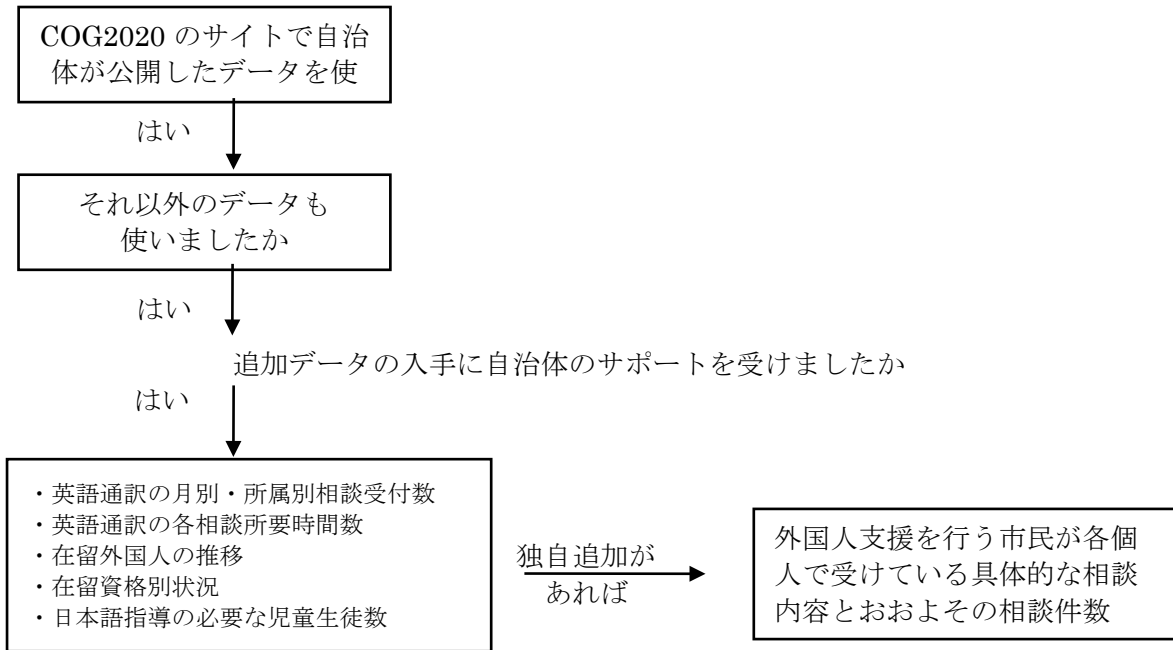 COG2020 のサイトで自治
体が公開したデータを使
はい
それ以外のデータも
使いましたか
はい
追加データの入手に自治体のサポートを受けましたか
はい
・英語通訳の月別・所属別相談受付数
・英語通訳の各相談所要時間数
・在留外国人の推移
・在留資格別状況
・日本語指導の必要な児童生徒数
独自追加が
あれば
外国人支援を行う市民が各個
人で受けている具体的な相談
内容とおおよその相談件数